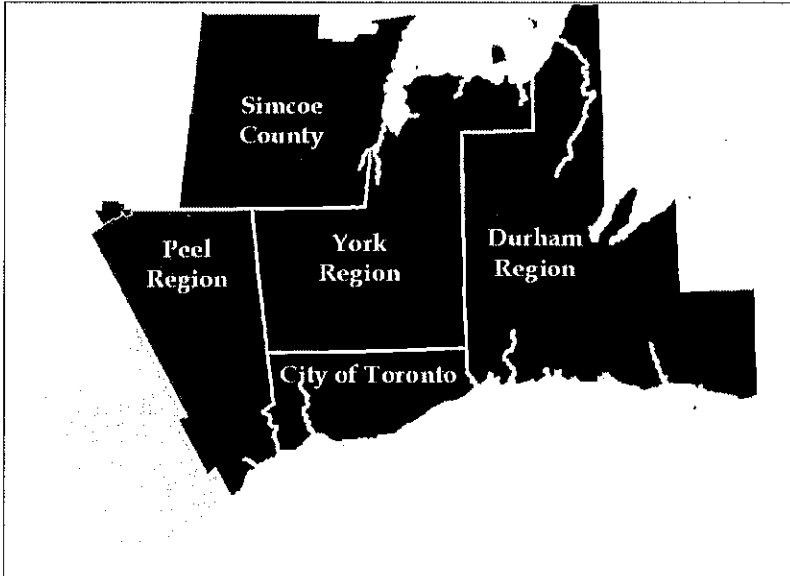 Simcoe
County
Peel
Region
York
Region
Durham
Region
City of Toronto